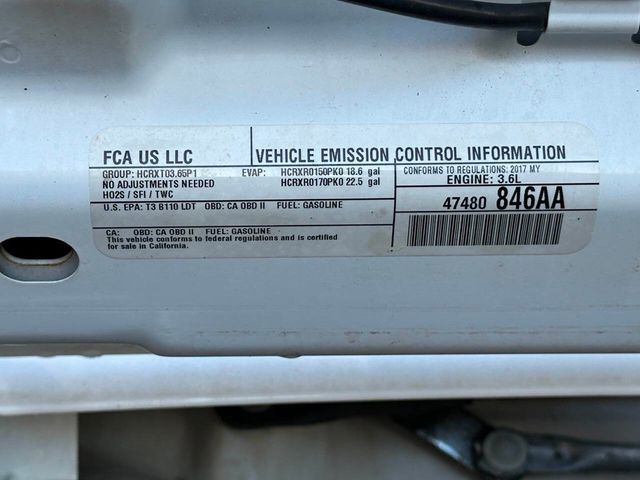 FCA US LLC
VEHICLE EMISSION CONTROL INFORMATION
GROUP: HCRXT03.65P1
EVAP: HCRXR0150PK0 18.6 gal
HCRXR0170PK0 22.5 gal
NO ADJUSTMENTS NEEDED
HO2S / SFI / TWC
CONFORMS TO REGULATIONS: 2017 MY
ENGINE: 3.6L
U.S. EPA: T3 B110 LDT OBD: CA OBD II FUEL: GASOLINE
47480 846AA
CA: OBD: CA OBD II FUEL: GASOLINE
This vehicle conforms to federal regulations and is certified
for sale in California.